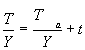 T/Y = T_a/Y + t